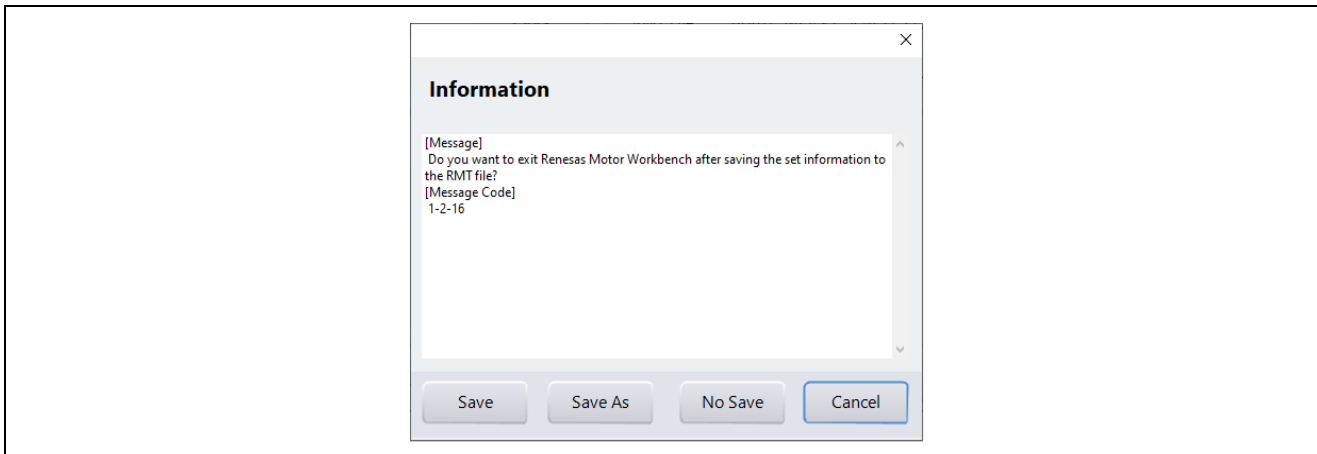 Information
[Message]
Do you want to exit Renesas Motor Workbench after saving the set information to
the RMT file?
[Message Code]
1-2-16
Save
Save As
No Save
Cancel